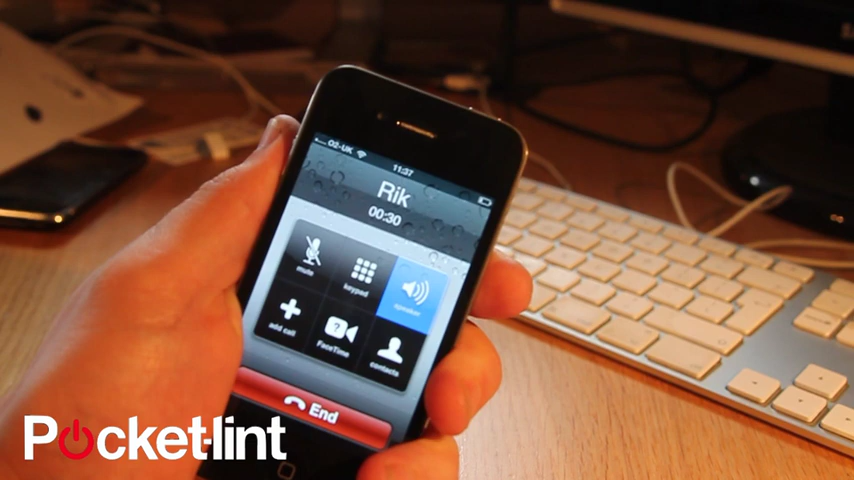 O2-UK
11:37
Rik
00:30
mute
keypad
speaker
add call
FaceTime
contacts
End
Pocket-lint